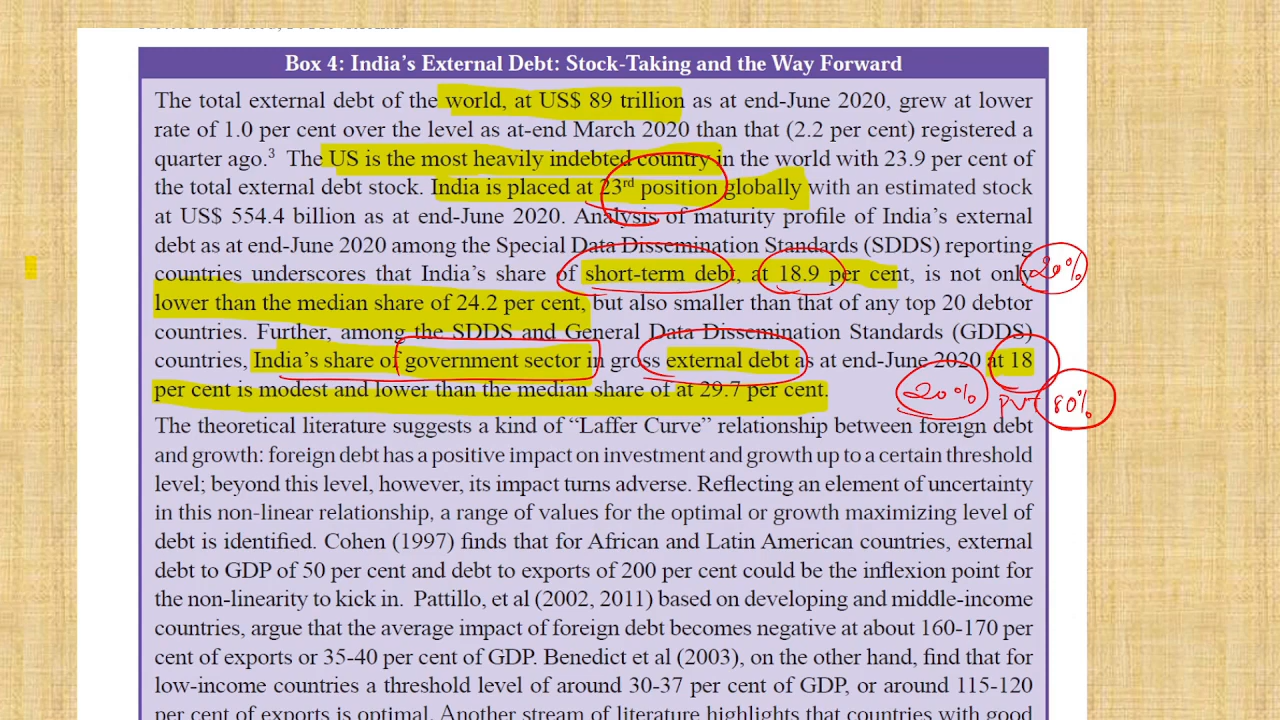 Box 4: India's External Debt: Stock-Taking and the Way Forward
The total external debt of the world, at US$ 89 trillion as at end-June 2020, grew at lower
rate of 1.0 per cent over the level as at-end March 2020 than that (2.2 per cent) registered a
quarter ago.³ The US is the most heavily indebted country in the world with 23.9 per cent of
the total external debt stock. India is placed at 23rd position globally with an estimated stock
at US$ 554.4 billion as at end-June 2020. Analysis of maturity profile of India's external
debt as at end-June 2020 among the Special Data Dissemination Standards (SDDS) reporting
countries underscores that India's share of short-term debt, at 18.9 per cent, is not only
20%
lower than the median share of 24.2 per cent, but also smaller than that of any top 20 debtor
countries. Further, among the SDDS and General Data Dissemination Standards (GDDS)
countries, India's share of government sector in gross external debt as at end-June 2020 at 18
per cent is modest and lower than the median share of at 29.7 per cent.
20% PVT 80%
The theoretical literature suggests a kind of "Laffer Curve" relationship between foreign debt
and growth: foreign debt has a positive impact on investment and growth up to a certain threshold
level; beyond this level, however, its impact turns adverse. Reflecting an element of uncertainty
in this non-linear relationship, a range of values for the optimal or growth maximizing level of
debt is identified. Cohen (1997) finds that for African and Latin American countries, external
debt to GDP of 50 per cent and debt to exports of 200 per cent could be the inflexion point for
the non-linearity to kick in. Pattillo, et al (2002, 2011) based on developing and middle-income
countries, argue that the average impact of foreign debt becomes negative at about 160-170 per
cent of exports or 35-40 per cent of GDP. Benedict et al (2003), on the other hand, find that for
low-income countries a threshold level of around 30-37 per cent of GDP, or around 115-120
per cent of exports is optimal. Another stream of literature highlights that countries with good